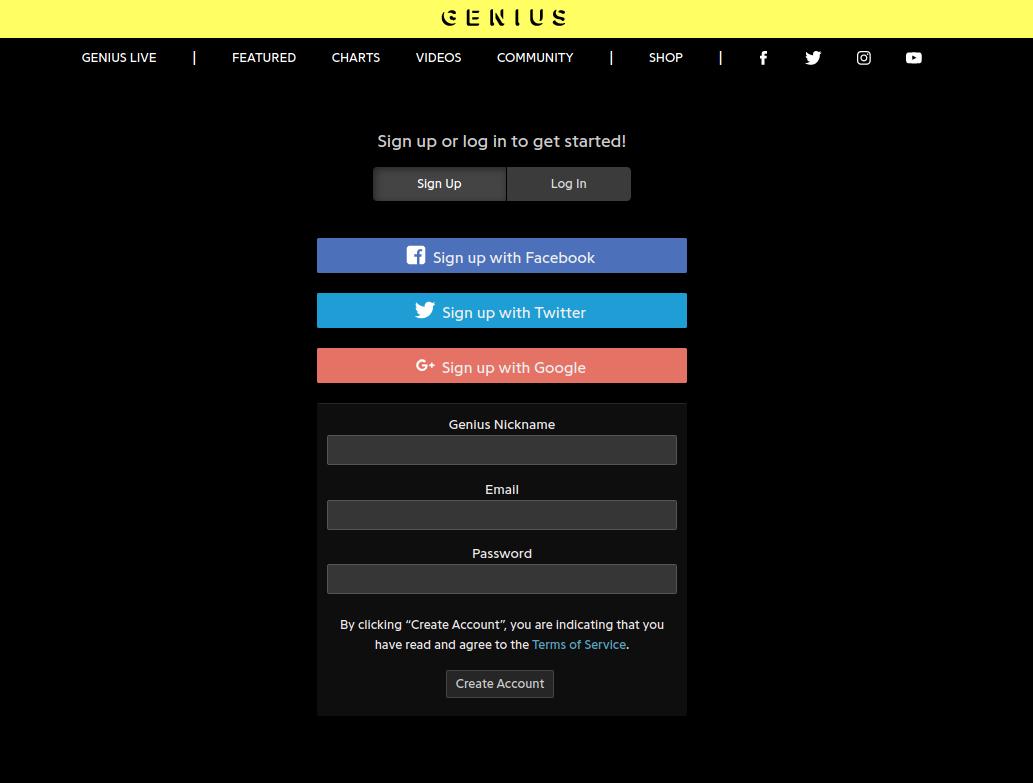 GENIUS
GENIUS LIVE | FEATURED CHARTS VIDEOS COMMUNITY | SHOP |
Sign up or log in to get started!
Sign Up Log In
Sign up with Facebook
Sign up with Twitter
G+ Sign up with Google
Genius Nickname
Email
Password
By clicking “Create Account”, you are indicating that you
have read and agree to the Terms of Service.
Create Account